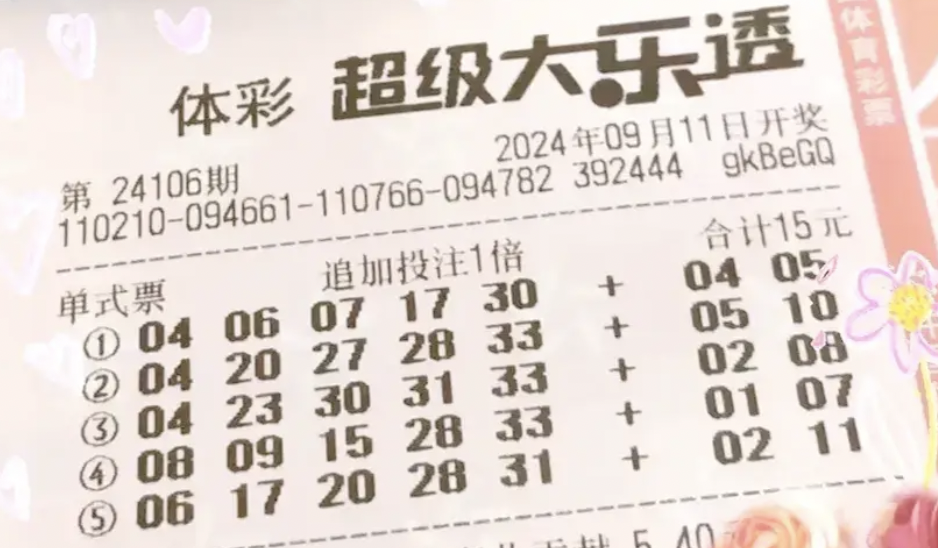 体彩 超级大乐透
第 24106期 2024年09月11日开奖
110210-094661-110766-094782 392444 gkBeGQ
单式票 追加投注1倍 合计15元
① 04 06 07 17 30 + 04 05
② 04 20 27 28 33 + 05 10
③ 04 23 30 31 33 + 02 08
④ 08 09 15 28 33 + 01 07
⑤ 06 17 20 28 31 + 02 11
5.40
体育彩票